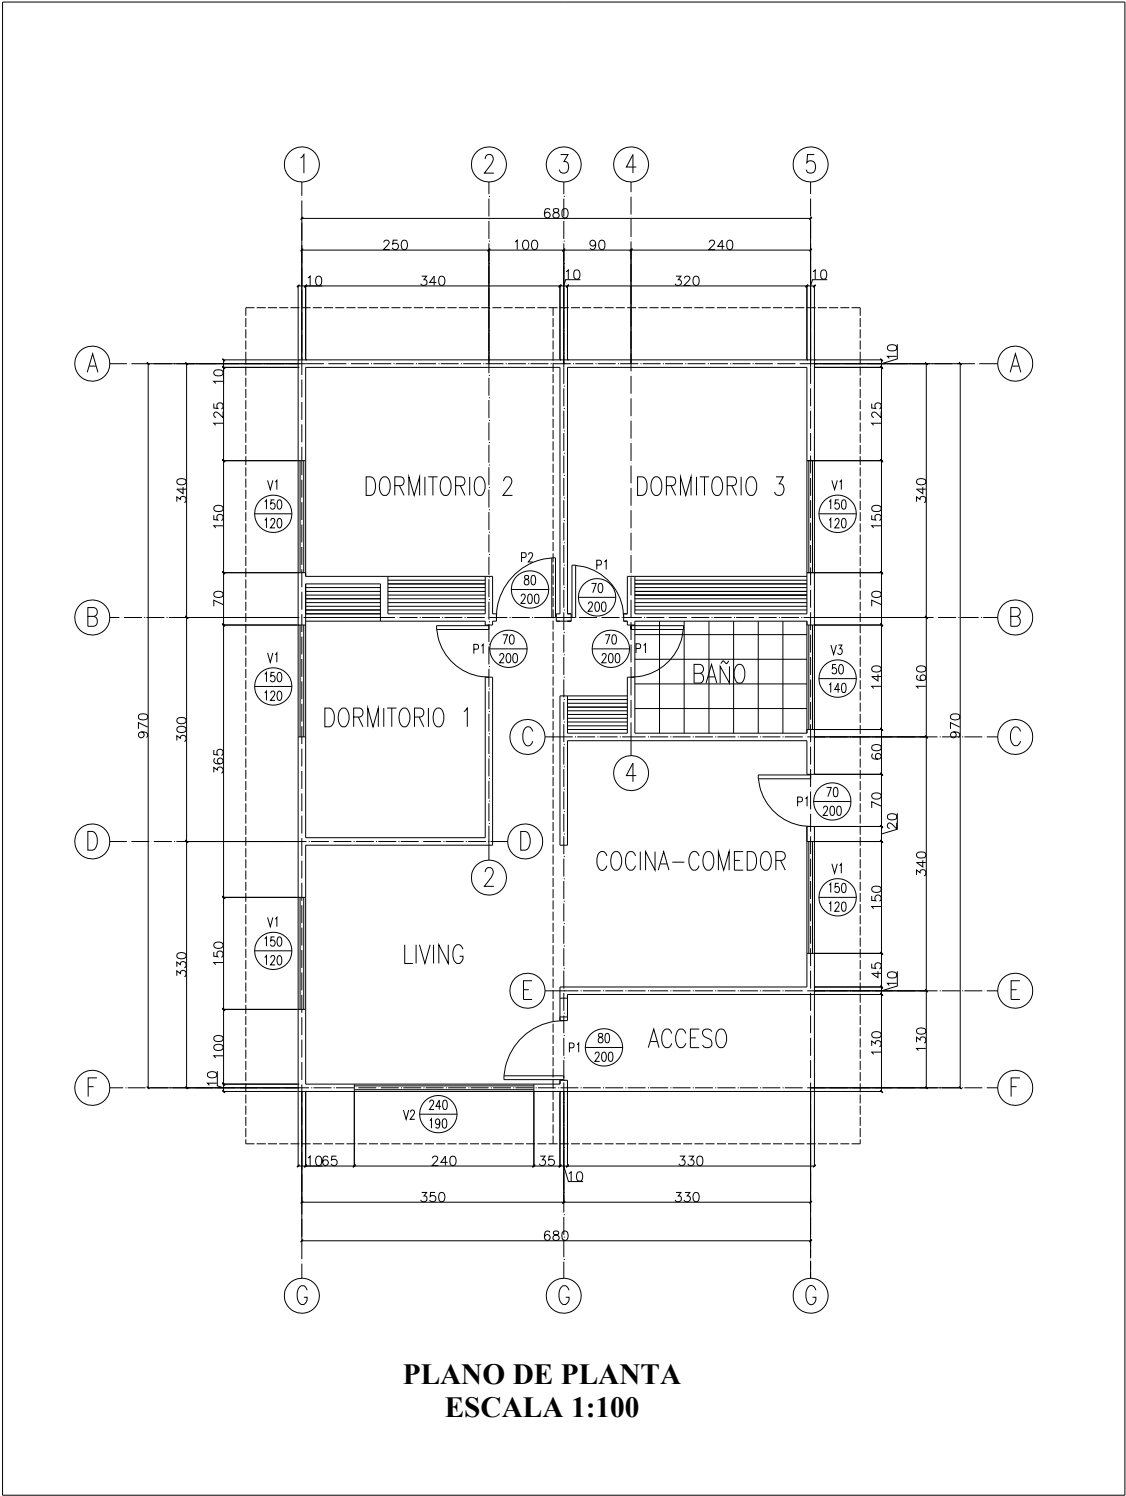 1 2 3 4 5
680
250 100 90 240
10 340 10 320 10
A A
10 10
125 125
340 340
DORMITORIO 2 DORMITORIO 3
V1 150 120
V1 150 120
150 150
P2 80 200
P1 70 200
70 70
B B
P1 70 200
70 200 P1
V1 150 120
BAÑO
V3 50 140
140 160
DORMITORIO 1
970 300 365
C C
970
60
4
P1 70 200
70
20
D D
COCINA-COMEDOR
340
2
V1 150 120
150
V1 150 120
150
LIVING
330
45
10
E E
100
P1 80 200
ACCESO
130 130
10
F F
V2 240 190
10 65 240 35 330
10
350 330
680
G G G
PLANO DE PLANTA
ESCALA 1:100